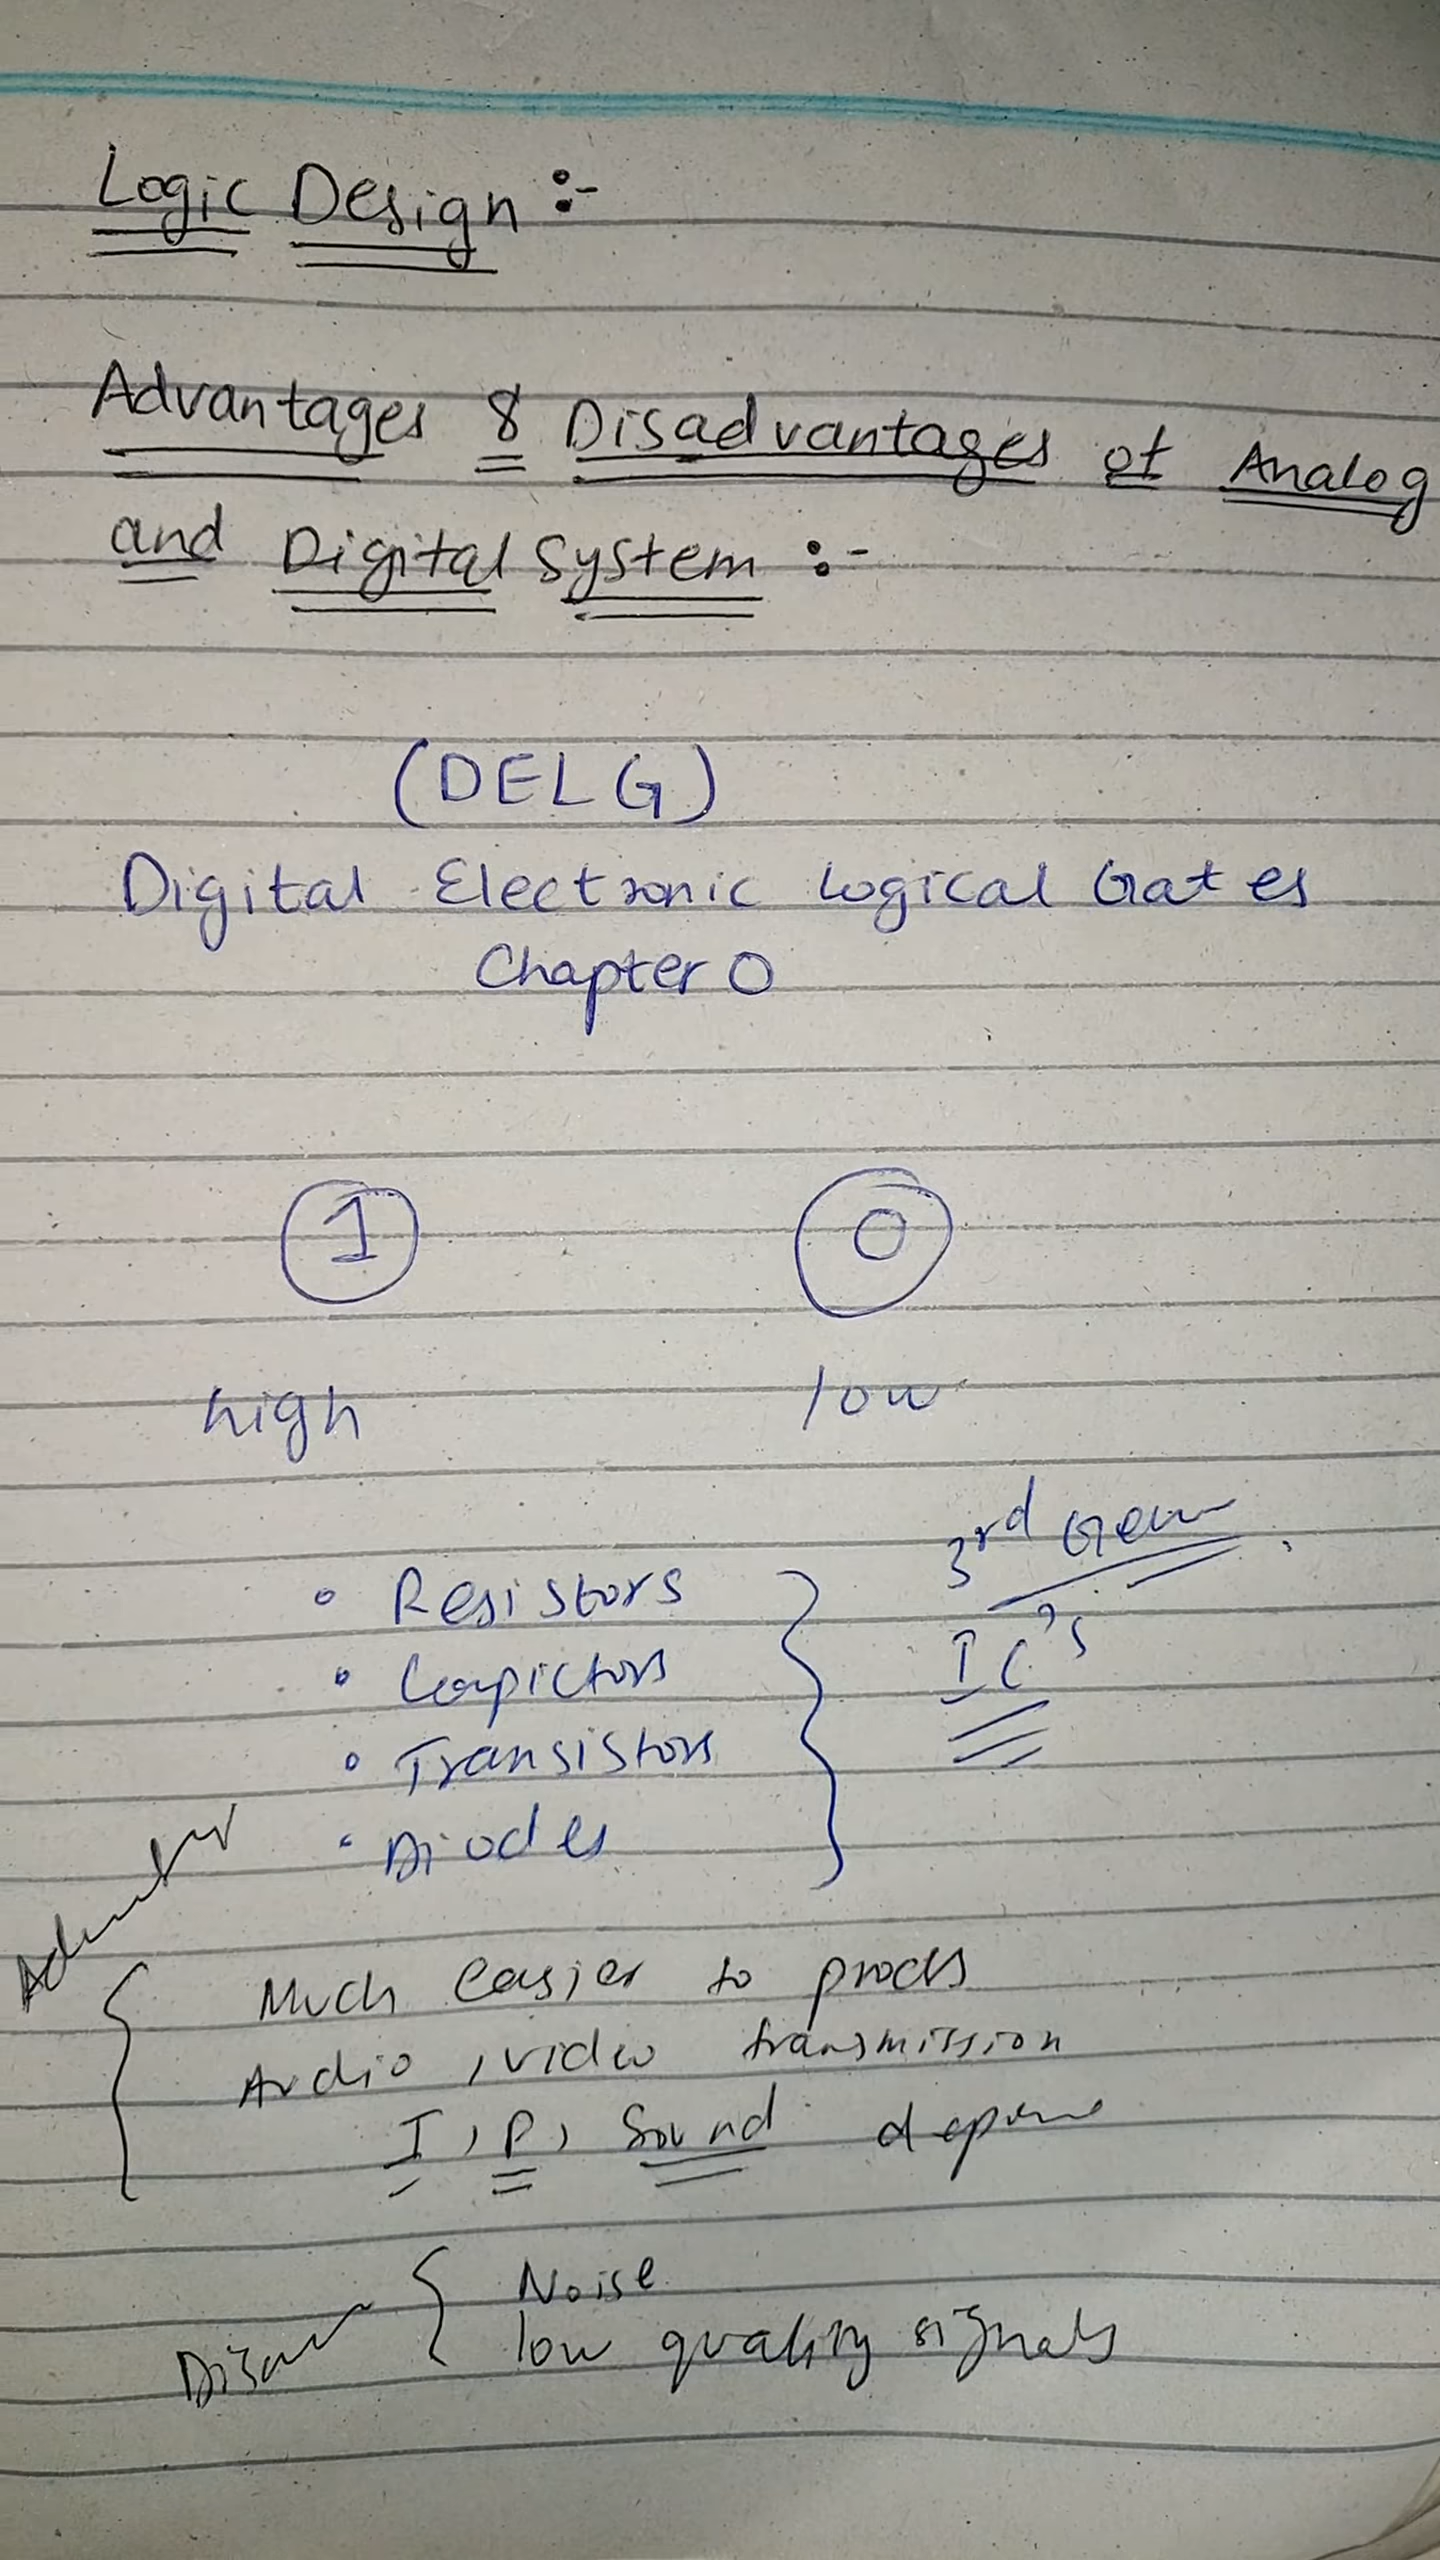 Logic Design :-
Advantages & Disadvantages of Analog
and Digital System :-
(DELG)
Digital Electronic Logical Gates
Chapter 0
1 0
high low
3rd Gen
• Resistors
IC's
• Capictors
• Transistors
• Diodes
Much easier to
Audio, video transmission
I, P, Sound
Noise
low quality signals